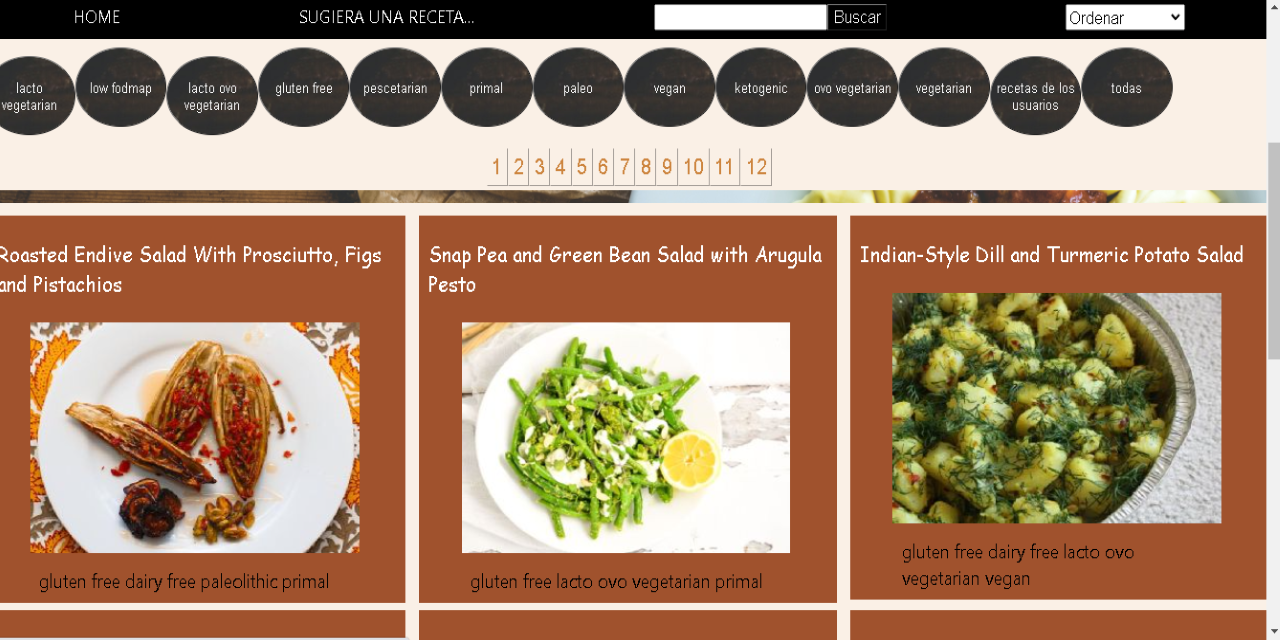 HOME
SUGIERA UNA RECETA...
Buscar
Ordenar
lacto
vegetarian
low fodmap
lacto ovo
vegetarian
gluten free
pescetarian
primal
paleo
vegan
ketogenic
ovo vegetarian
vegetarian
recetas de los
usuarios
todas
1 2 3 4 5 6 7 8 9 10 11 12
Roasted Endive Salad With Prosciutto, Figs
and Pistachios
gluten free dairy free paleolithic primal
Snap Pea and Green Bean Salad with Arugula
Pesto
gluten free lacto ovo vegetarian primal
Indian-Style Dill and Turmeric Potato Salad
gluten free dairy free lacto ovo
vegetarian vegan